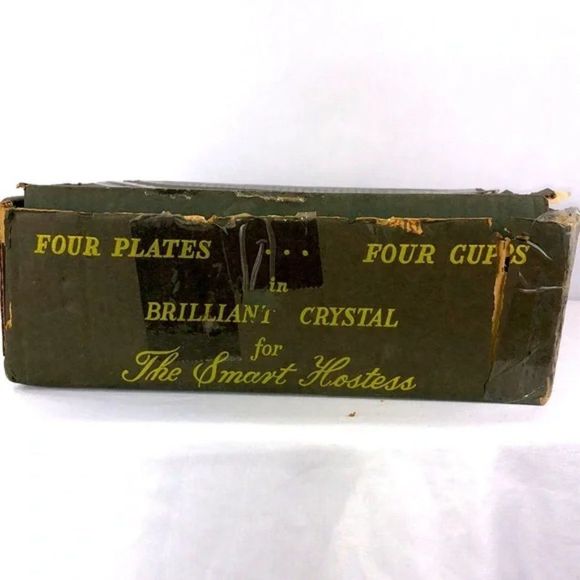 FOUR PLATES . . . FOUR CUPS
in
BRILLIANT CRYSTAL
for
The Smart Hostess